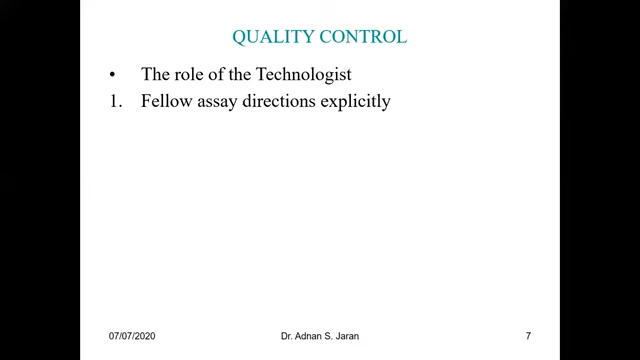 QUALITY CONTROL
• The role of the Technologist
1. Fellow assay directions explicitly
07/07/2020 Dr. Adnan S. Jaran 7